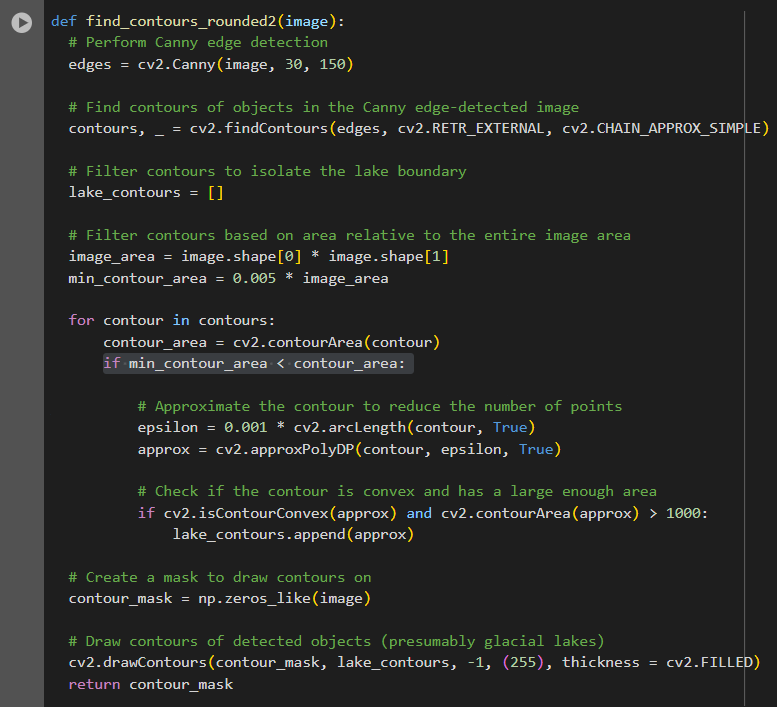 def find_contours_rounded2(image):
# Perform Canny edge detection
edges = cv2.Canny(image, 30, 150)
# Find contours of objects in the Canny edge-detected image
contours, _ = cv2.findContours(edges, cv2.RETR_EXTERNAL, cv2.CHAIN_APPROX_SIMPLE)
# Filter contours to isolate the lake boundary
lake_contours = []
# Filter contours based on area relative to the entire image area
image_area = image.shape[0] * image.shape[1]
min_contour_area = 0.005 * image_area
for contour in contours:
contour_area = cv2.contourArea(contour)
if min_contour_area < contour_area:
# Approximate the contour to reduce the number of points
epsilon = 0.001 * cv2.arcLength(contour, True)
approx = cv2.approxPolyDP(contour, epsilon, True)
# Check if the contour is convex and has a large enough area
if cv2.isContourConvex(approx) and cv2.contourArea(approx) > 1000:
lake_contours.append(approx)
# Create a mask to draw contours on
contour_mask = np.zeros_like(image)
# Draw contours of detected objects (presumably glacial lakes)
cv2.drawContours(contour_mask, lake_contours, -1, (255), thickness = cv2.FILLED)
return contour_mask